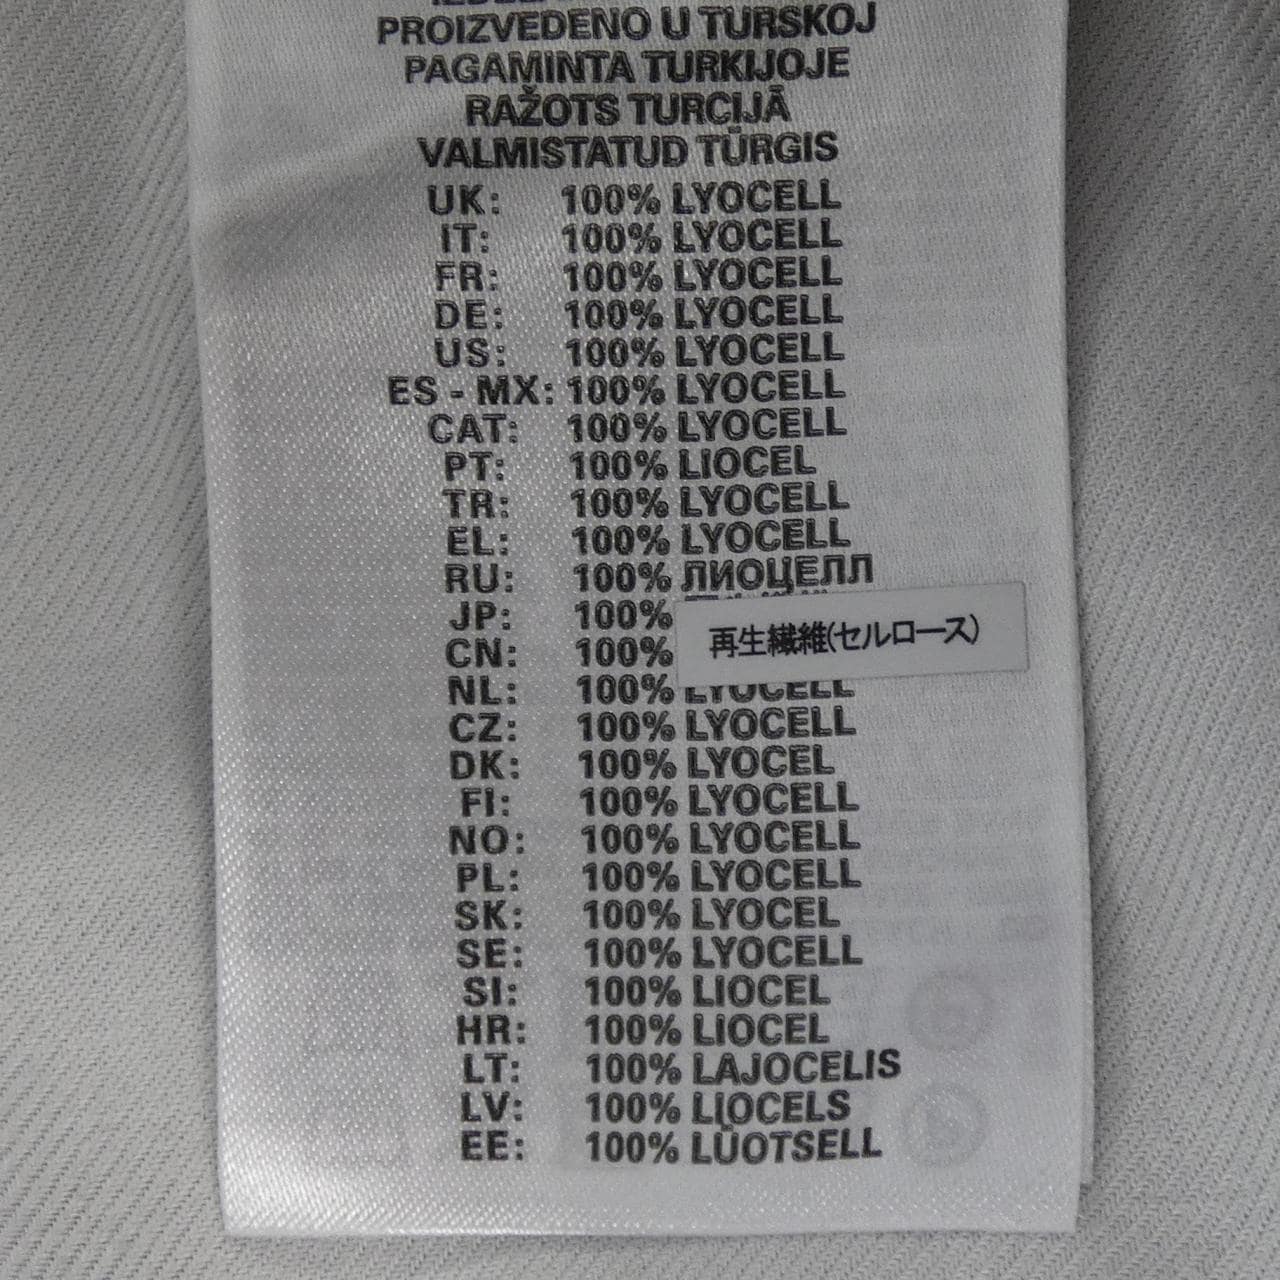 PROIZVEDENO U TURSKOJ
PAGAMINTA TURKIJOJE
RAŽOTS TURCIJĀ
VALMISTATUD TÜRGIS
UK: 100% LYOCELL
IT: 100% LYOCELL
FR: 100% LYOCELL
DE: 100% LYOCELL
US: 100% LYOCELL
ES - MX: 100% LYOCELL
CAT: 100% LYOCELL
PT: 100% LIOCEL
TR: 100% LYOCELL
EL: 100% LYOCELL
RU: 100% ЛИОЦЕЛЛ
JP: 100%
再生繊維(セルロース)
CN: 100%
NL: 100% LYOCELL
CZ: 100% LYOCELL
DK: 100% LYOCEL
FI: 100% LYOCELL
NO: 100% LYOCELL
PL: 100% LYOCELL
SK: 100% LYOCEL
SE: 100% LYOCELL
SI: 100% LIOCEL
HR: 100% LIOCEL
LT: 100% LAJOCELIS
LV: 100% LIOCELS
EE: 100% LÜOTSELL